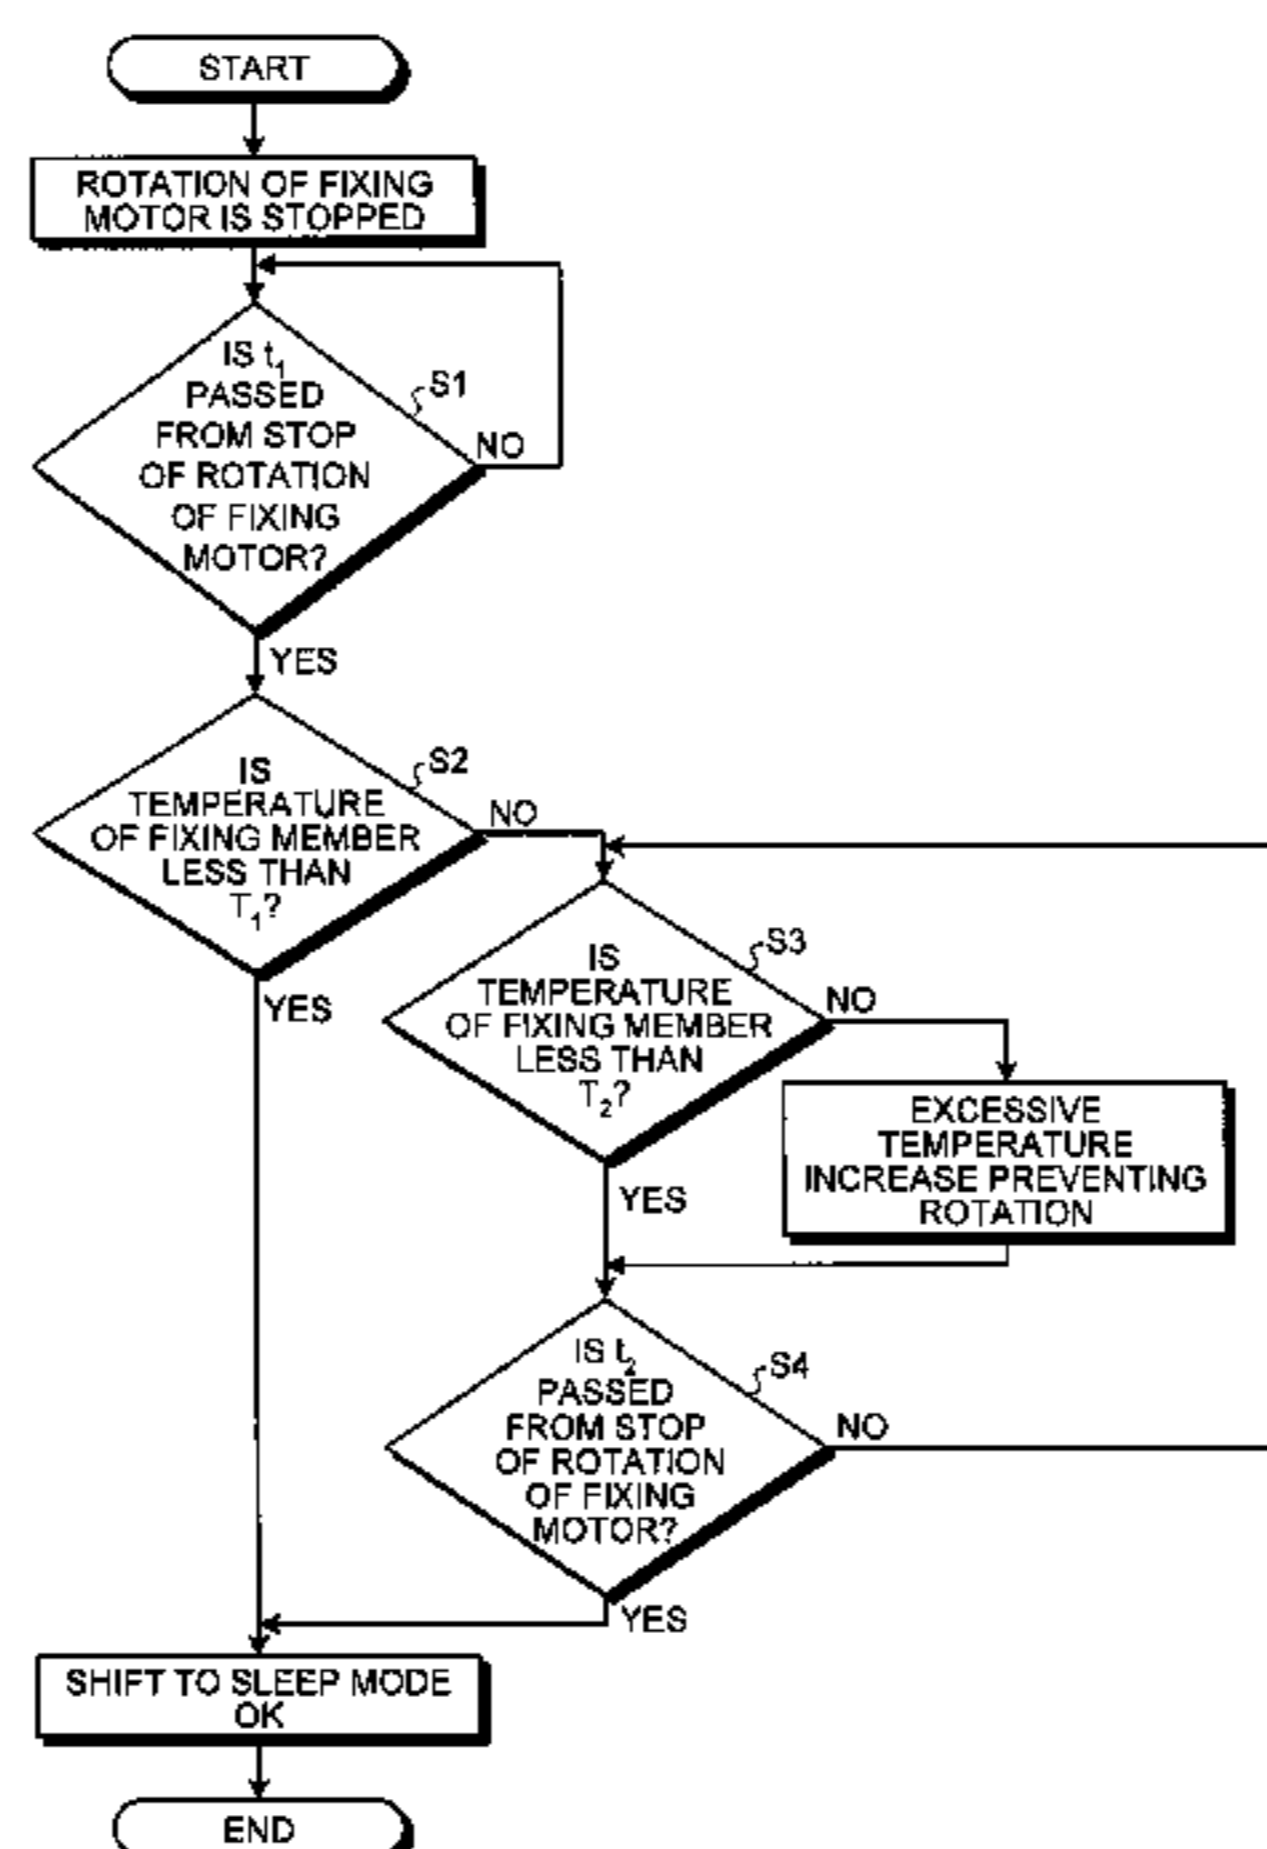 START
ROTATION OF FIXING
MOTOR IS STOPPED
IS t₁
PASSED
FROM STOP
OF ROTATION
OF FIXING
MOTOR?
S1
NO
YES
IS
TEMPERATURE
OF FIXING MEMBER
LESS THAN
T₁?
S2
NO
YES
IS
TEMPERATURE
OF FIXING MEMBER
LESS THAN
T₂?
S3
NO
YES
EXCESSIVE
TEMPERATURE
INCREASE PREVENTING
ROTATION
IS t₂
PASSED
FROM STOP
OF ROTATION
OF FIXING
MOTOR?
S4
NO
YES
SHIFT TO SLEEP MODE
OK
END